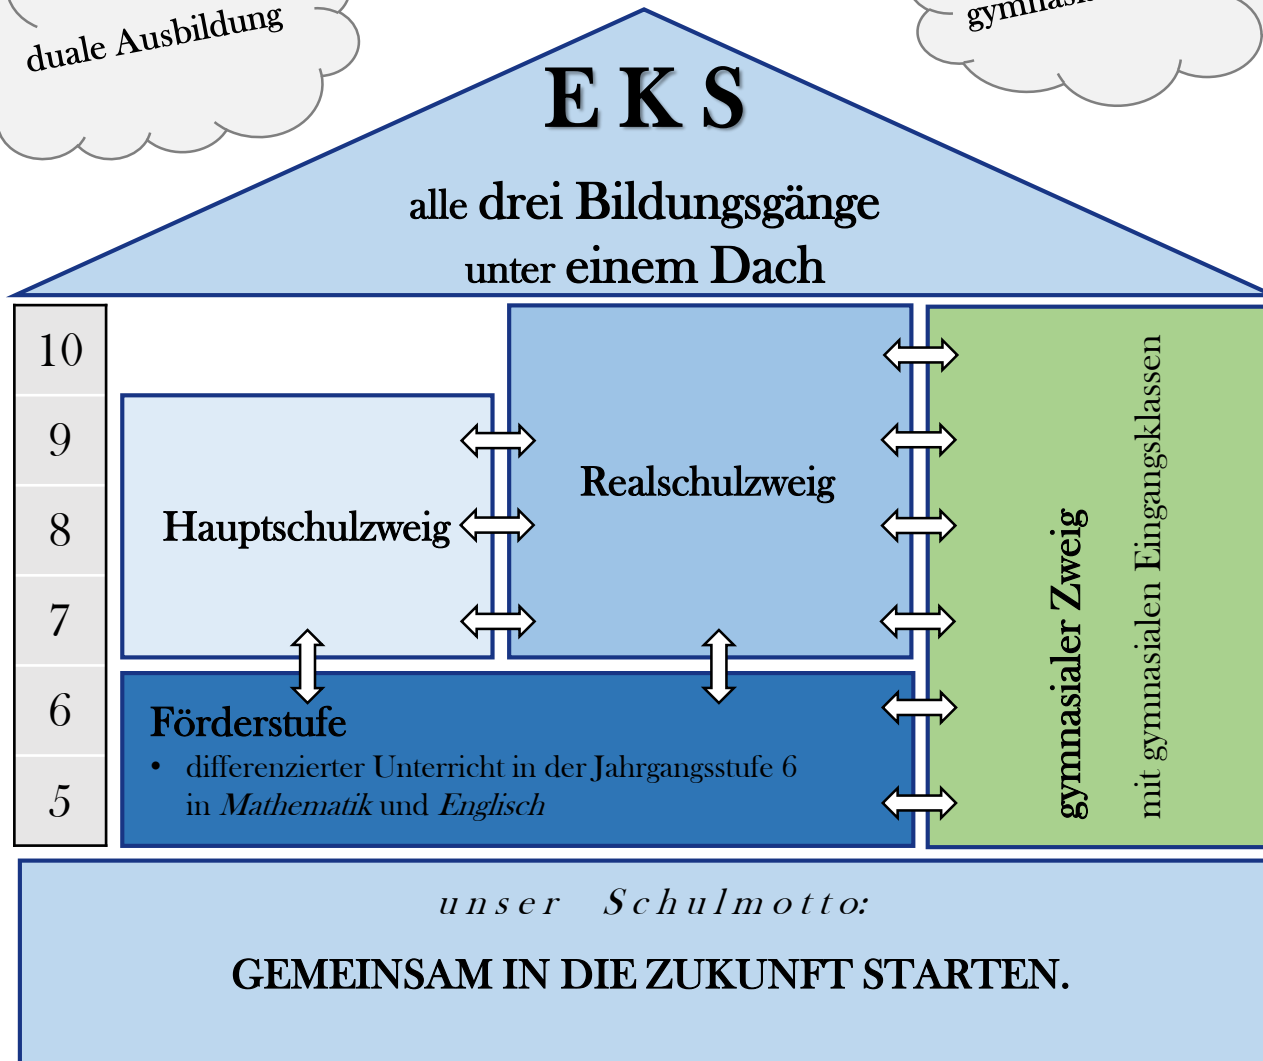 duale Ausbildung
E K S
alle drei Bildungsgänge
unter einem Dach
10
9
8
7
6
5
Hauptschulzweig
Realschulzweig
Förderstufe
• differenzierter Unterricht in der Jahrgangsstufe 6
in Mathematik und Englisch
gymnasialer Zweig
mit gymnasialen Eingangsklassen
unser Schulmotto:
GEMEINSAM IN DIE ZUKUNFT STARTEN.